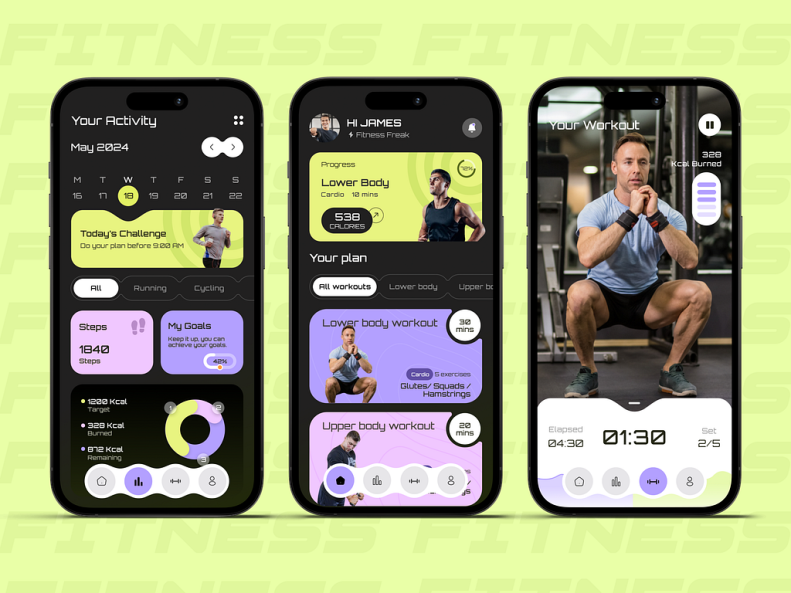 FITNESS FITNESS
Your Activity
May 2024
M T W T F S S
16 17 18 19 20 21 22
Today's Challenge
Do your plan before 9:00 AM
All Running Cycling
Steps
1840
Steps
My Goals
Keep it up, you can
achieve your goals.
42%
1200 Kcal
Target
328 Kcal
Burned
872 Kcal
Remaining
1
2
3
HI JAMES
Fitness Freak
Progress
72%
Lower Body
Cardio 10 mins
538
CALORIES
Your plan
All workouts Lower body Upper bo
Lower body workout
30
mins
Cardio 5 exercises
Glutes/ Squads /
Hamstrings
Upper body workout
20
mins
Your Workout
328
Kcal Burned
Elapsed
04:30
01:30
Set
2/5
FITNESS FITNESS